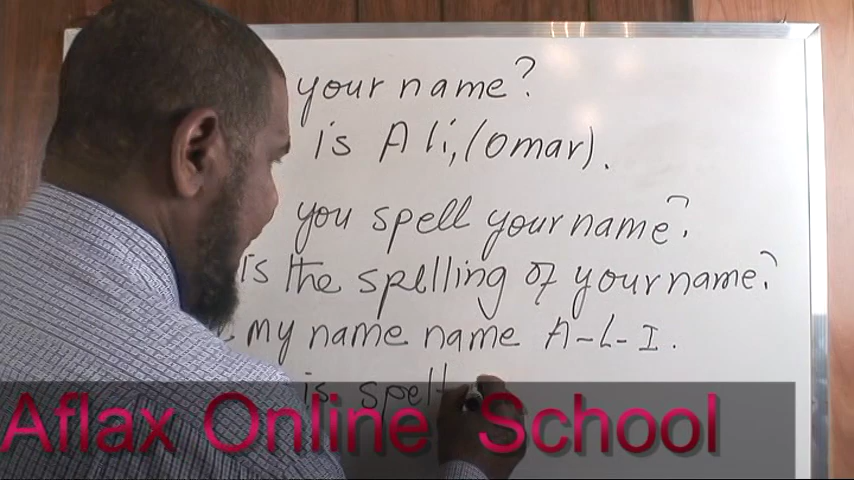 your name?
is Ali, (Omar).
you spell your name?
is the spelling of your name?
my name name A-L-I.
is spelt
Aflax Online School